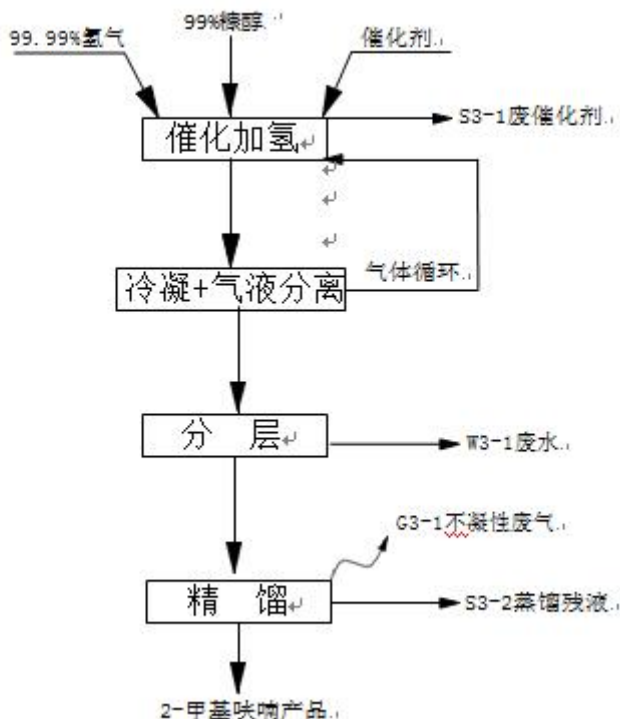 99%糠醇
99.99%氢气
催化剂
S3-1废催化剂
催化加氢
冷凝+气液分离
气体循环
分 层
W3-1废水
G3-1不凝性废气
精 馏
S3-2蒸馏残液
2-甲基呋喃产品